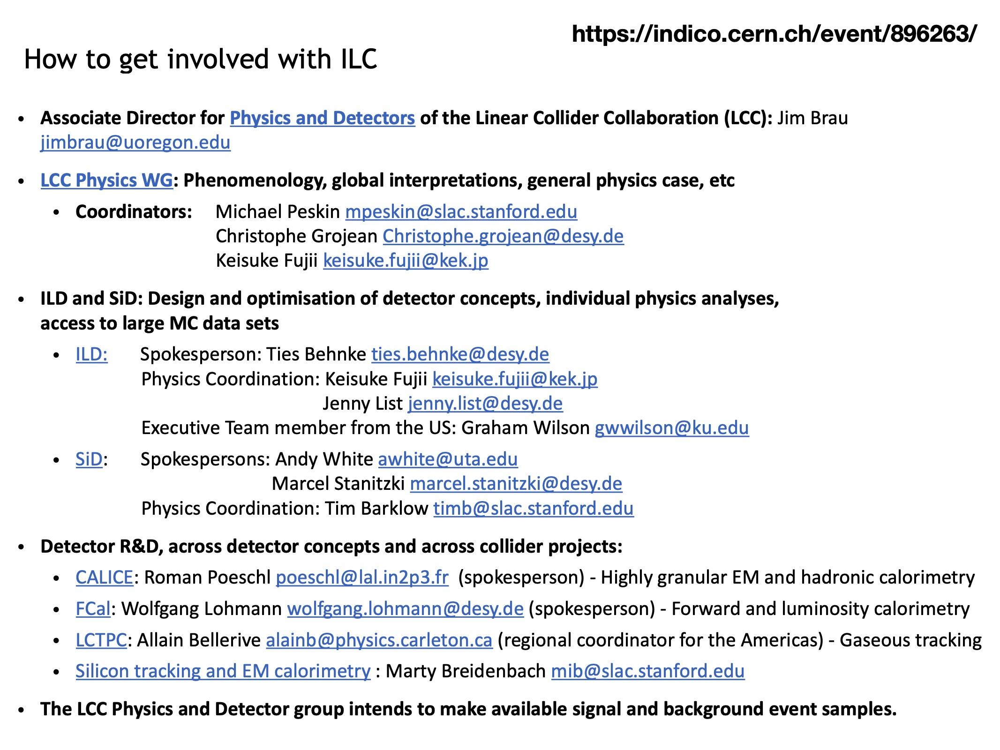 https://indico.cern.ch/event/896263/
How to get involved with ILC
• Associate Director for Physics and Detectors of the Linear Collider Collaboration (LCC): Jim Brau
jimbrau@uoregon.edu
• LCC Physics WG: Phenomenology, global interpretations, general physics case, etc
• Coordinators: Michael Peskin mpeskin@slac.stanford.edu
Christophe Grojean Christophe.grojean@desy.de
Keisuke Fujii keisuke.fujii@kek.jp
• ILD and SiD: Design and optimisation of detector concepts, individual physics analyses,
access to large MC data sets
• ILD: Spokesperson: Ties Behnke ties.behnke@desy.de
Physics Coordination: Keisuke Fujii keisuke.fujii@kek.jp
Jenny List jenny.list@desy.de
Executive Team member from the US: Graham Wilson gwwilson@ku.edu
• SiD: Spokespersons: Andy White awhite@uta.edu
Marcel Stanitzki marcel.stanitzki@desy.de
Physics Coordination: Tim Barklow timb@slac.stanford.edu
• Detector R&D, across detector concepts and across collider projects:
• CALICE: Roman Poeschl poeschl@lal.in2p3.fr (spokesperson) - Highly granular EM and hadronic calorimetry
• FCal: Wolfgang Lohmann wolfgang.lohmann@desy.de (spokesperson) - Forward and luminosity calorimetry
• LCTPC: Allain Bellerive alainb@physics.carleton.ca (regional coordinator for the Americas) - Gaseous tracking
• Silicon tracking and EM calorimetry : Marty Breidenbach mib@slac.stanford.edu
• The LCC Physics and Detector group intends to make available signal and background event samples.